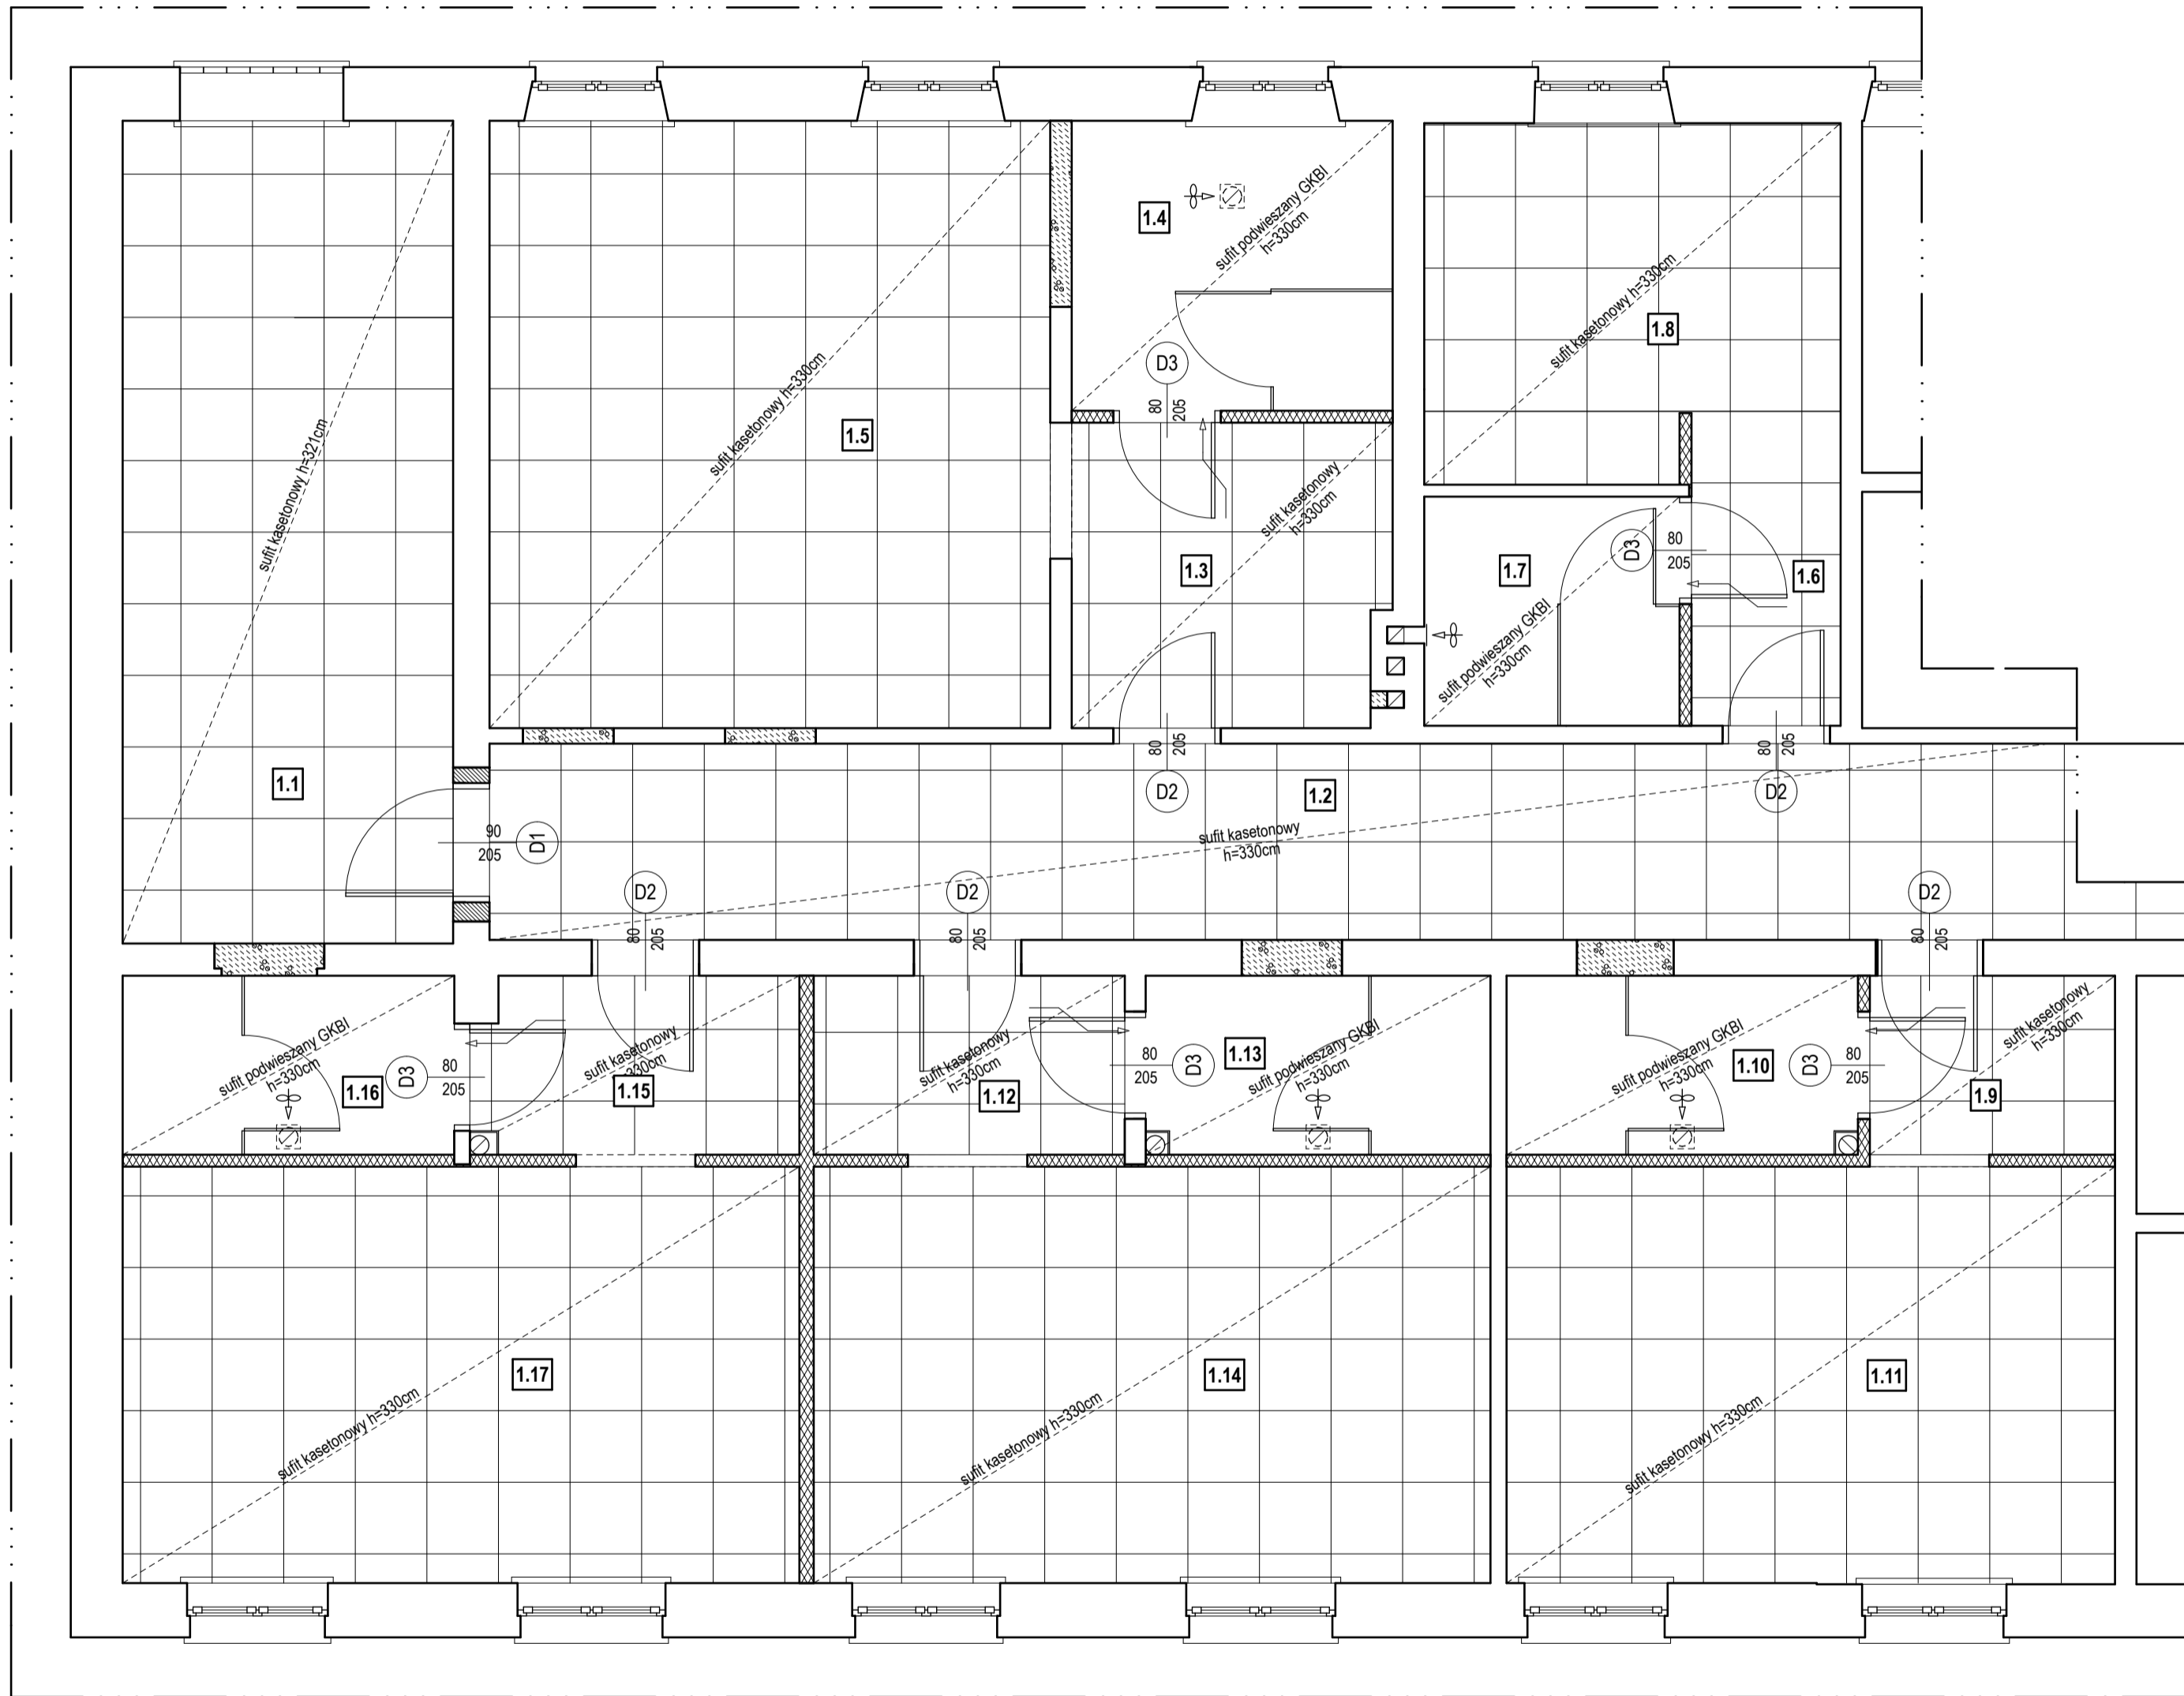 1.4
sufit podwieszany GKBI
h=330cm
sufit kasetonowy h=330cm
1.8
sufit kasetonowy h=330cm
1.5
D3
80
205
sufit kasetonowy h=321cm
sufit kasetonowy
h=330cm
1.3
1.7
D3
80
205
1.6
sufit podwieszany GKBI
h=330cm
1.1
80
205
D2
1.2
80
205
D2
90
205
D1
sufit kasetonowy
h=330cm
D2
80
205
D2
80
205
D2
80
205
sufit podwieszany GKBI
h=330cm
1.16
D3
80
205
sufit kasetonowy
h=330cm
1.15
sufit kasetonowy
h=330cm
1.12
80
205
D3
1.13
sufit podwieszany GKBI
h=330cm
sufit podwieszany GKBI
h=330cm
1.10
D3
80
205
sufit kasetonowy
h=330cm
1.9
1.17
sufit kasetonowy h=330cm
1.14
sufit kasetonowy h=330cm
1.11
sufit kasetonowy h=330cm